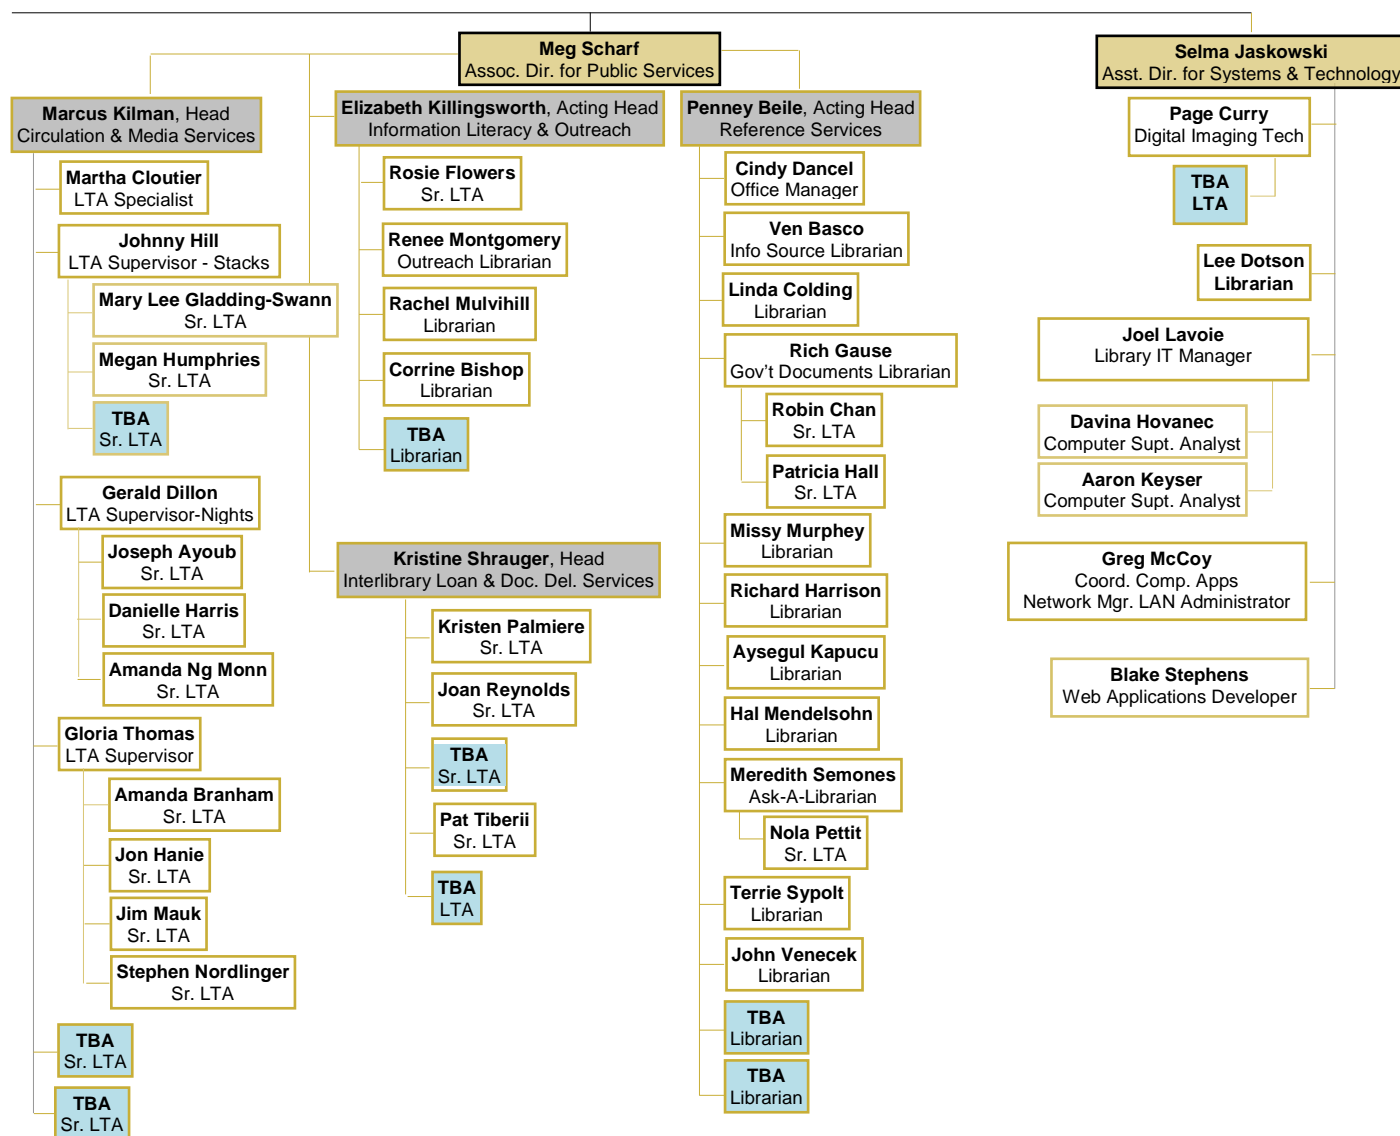 Meg Scharf
Assoc. Dir. for Public Services
Selma Jaskowski
Asst. Dir. for Systems & Technology
Marcus Kilman, Head
Circulation & Media Services
Martha Cloutier
LTA Specialist
Johnny Hill
LTA Supervisor - Stacks
Mary Lee Gladding-Swann
Sr. LTA
Megan Humphries
Sr. LTA
TBA
Sr. LTA
Gerald Dillon
LTA Supervisor-Nights
Joseph Ayoub
Sr. LTA
Danielle Harris
Sr. LTA
Amanda Ng Monn
Sr. LTA
Gloria Thomas
LTA Supervisor
Amanda Branham
Sr. LTA
Jon Hanie
Sr. LTA
Jim Mauk
Sr. LTA
Stephen Nordlinger
Sr. LTA
TBA
Sr. LTA
TBA
Sr. LTA
Elizabeth Killingsworth, Acting Head
Information Literacy & Outreach
Rosie Flowers
Sr. LTA
Renee Montgomery
Outreach Librarian
Rachel Mulvihill
Librarian
Corrine Bishop
Librarian
TBA
Librarian
Kristine Shrauger, Head
Interlibrary Loan & Doc. Del. Services
Kristen Palmiere
Sr. LTA
Joan Reynolds
Sr. LTA
TBA
Sr. LTA
Pat Tiberii
Sr. LTA
TBA
LTA
Penney Beile, Acting Head
Reference Services
Cindy Dancel
Office Manager
Ven Basco
Info Source Librarian
Linda Colding
Librarian
Rich Gause
Gov't Documents Librarian
Robin Chan
Sr. LTA
Patricia Hall
Sr. LTA
Missy Murphey
Librarian
Richard Harrison
Librarian
Aysegul Kapucu
Librarian
Hal Mendelsohn
Librarian
Meredith Semones
Ask-A-Librarian
Nola Pettit
Sr. LTA
Terrie Sypolt
Librarian
John Venecek
Librarian
TBA
Librarian
TBA
Librarian
Page Curry
Digital Imaging Tech
TBA
LTA
Lee Dotson
Librarian
Joel Lavoie
Library IT Manager
Davina Hovanec
Computer Supt. Analyst
Aaron Keyser
Computer Supt. Analyst
Greg McCoy
Coord. Comp. Apps
Network Mgr. LAN Administrator
Blake Stephens
Web Applications Developer